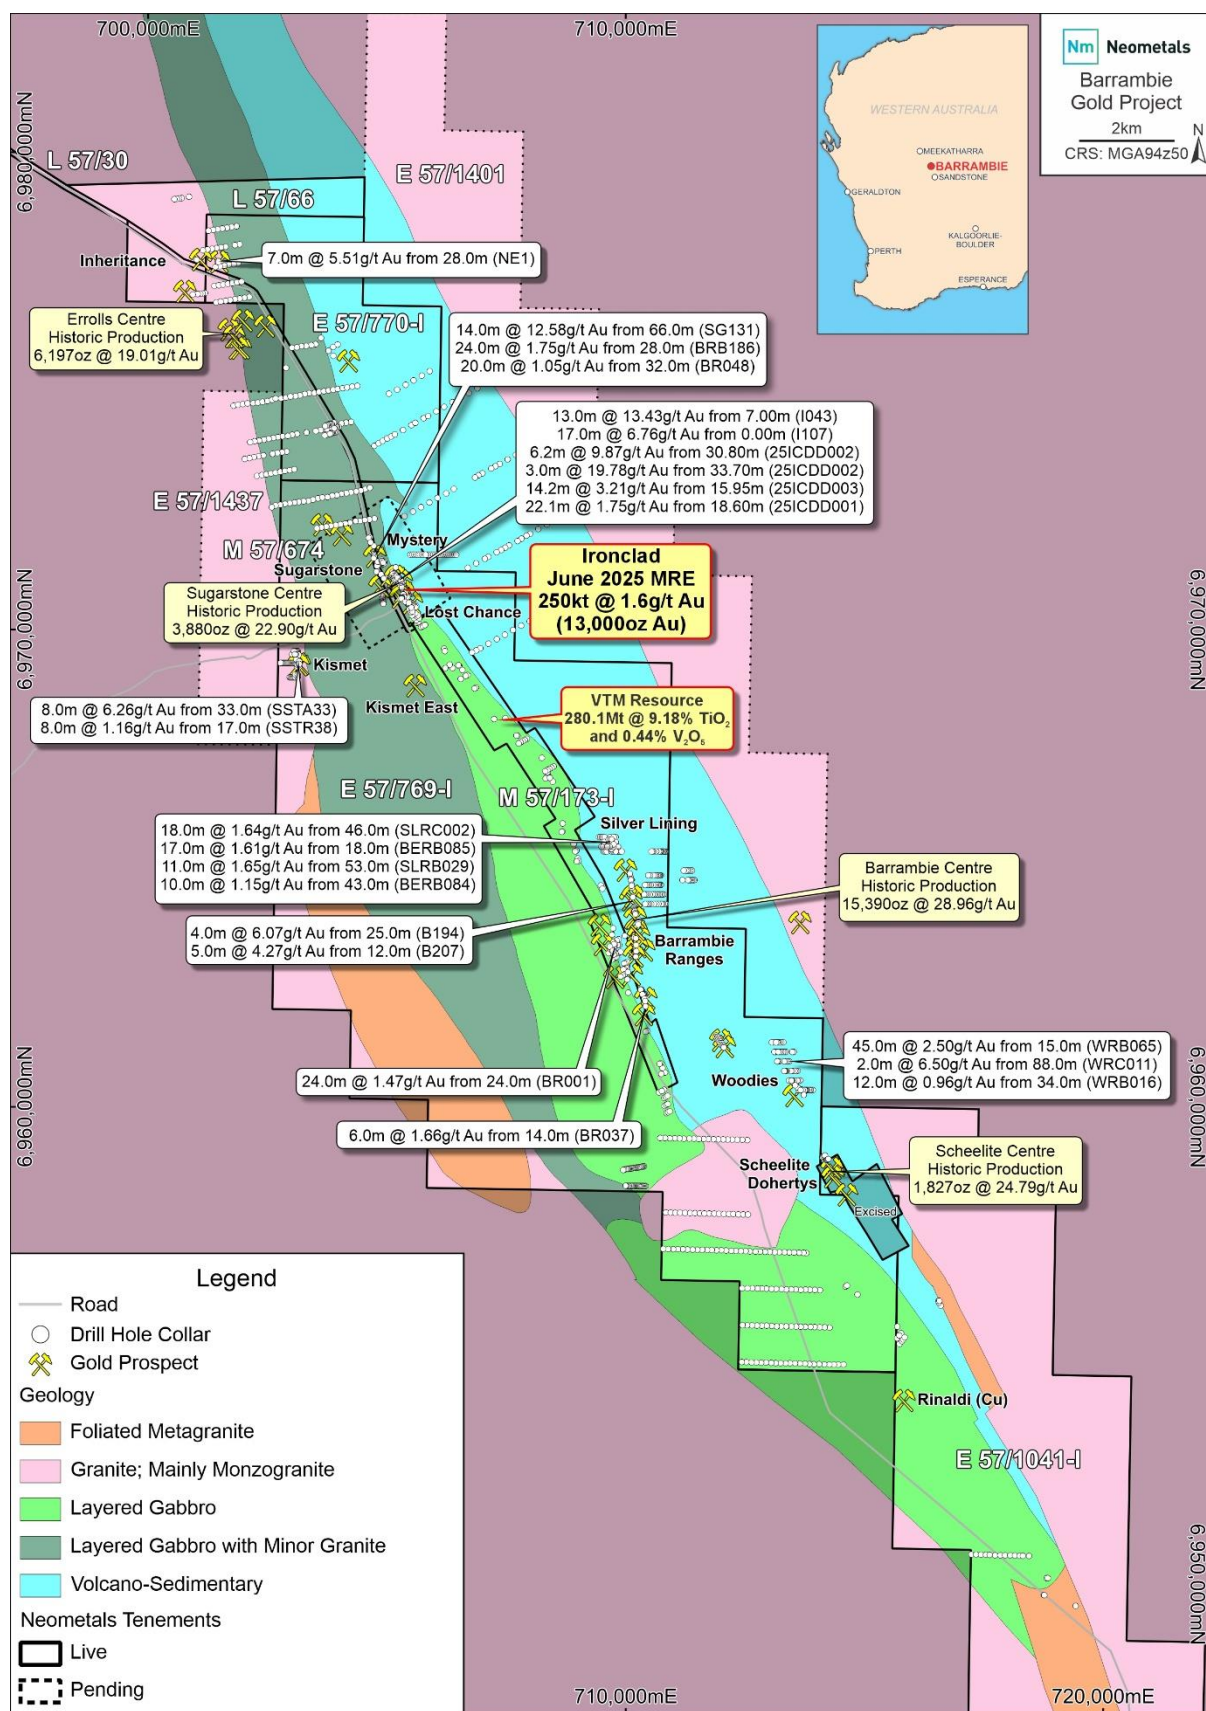 700,000mE
710,000mE
Nm Neometals
Barrambie
Gold Project
2km
N
CRS: MGA94z50
WESTERN AUSTRALIA
MEEKATHARRA
BARRAMBIE
SANDSTONE
GERALDTON
KALGOORLIE-
BOULDER
PERTH
ESPERANCE
6,980,000mN
L 57/30
E 57/1401
L 57/66
Inheritance
7.0m @ 5.51g/t Au from 28.0m (NE1)
Errolls Centre
Historic Production
6,197oz @ 19.01g/t Au
E 57/770-I
14.0m @ 12.58g/t Au from 66.0m (SG131)
24.0m @ 1.75g/t Au from 28.0m (BRB186)
20.0m @ 1.05g/t Au from 32.0m (BR048)
13.0m @ 13.43g/t Au from 7.00m (I043)
17.0m @ 6.76g/t Au from 0.00m (I107)
6.2m @ 9.87g/t Au from 30.80m (25ICDD002)
3.0m @ 19.78g/t Au from 33.70m (25ICDD002)
14.2m @ 3.21g/t Au from 15.95m (25ICDD003)
22.1m @ 1.75g/t Au from 18.60m (25ICDD001)
E 57/1437
M 57/674
Mystery
Sugarstone
Ironclad
June 2025 MRE
250kt @ 1.6g/t Au
(13,000oz Au)
Sugarstone Centre
Historic Production
3,880oz @ 22.90g/t Au
Lost Chance
6,970,000mN
6,970,000mN
Kismet
Kismet East
8.0m @ 6.26g/t Au from 33.0m (SSTA33)
8.0m @ 1.16g/t Au from 17.0m (SSTR38)
VTM Resource
280.1Mt @ 9.18% TiO₂
and 0.44% V₂O₅
E 57/769-I
M 57/173-I
Silver Lining
18.0m @ 1.64g/t Au from 46.0m (SLRC002)
17.0m @ 1.61g/t Au from 18.0m (BERB085)
11.0m @ 1.65g/t Au from 53.0m (SLRB029)
10.0m @ 1.15g/t Au from 43.0m (BERB084)
Barrambie Centre
Historic Production
15,390oz @ 28.96g/t Au
4.0m @ 6.07g/t Au from 25.0m (B194)
5.0m @ 4.27g/t Au from 12.0m (B207)
Barrambie
Ranges
24.0m @ 1.47g/t Au from 24.0m (BR001)
45.0m @ 2.50g/t Au from 15.0m (WRB065)
2.0m @ 6.50g/t Au from 88.0m (WRC011)
12.0m @ 0.96g/t Au from 34.0m (WRB016)
Woodies
6.0m @ 1.66g/t Au from 14.0m (BR037)
6,960,000mN
6,960,000mN
Scheelite
Dohertys
Scheelite Centre
Historic Production
1,827oz @ 24.79g/t Au
Excised
Rinaldi (Cu)
E 57/1041-I
6,950,000mN
Legend
Road
Drill Hole Collar
Gold Prospect
Geology
Foliated Metagranite
Granite; Mainly Monzogranite
Layered Gabbro
Layered Gabbro with Minor Granite
Volcano-Sedimentary
Neometals Tenements
Live
Pending
710,000mE
720,000mE